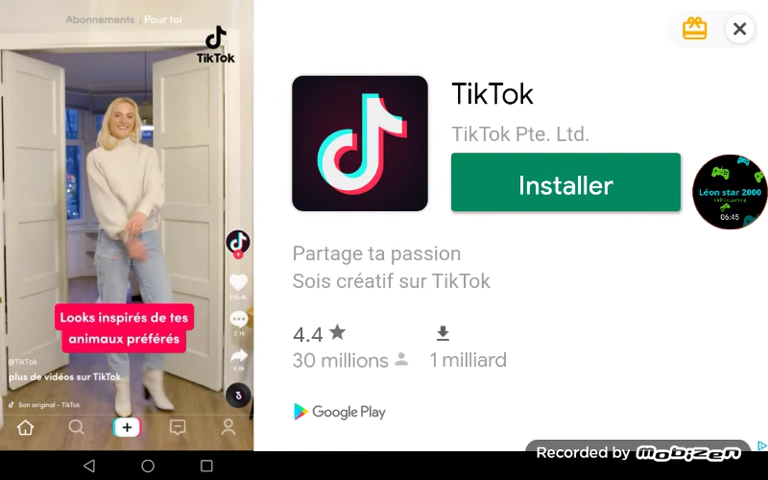 Abonnements | Pour toi
TikTok
Looks inspirés de tes
animaux préférés
@TikTok
plus de vidéos sur TikTok.
Son original - TikTok
TikTok
TikTok Pte. Ltd.
Installer
Léon star 2000
06:45
Partage ta passion
Sois créatif sur TikTok
4.4
30 millions
1 milliard
Google Play
Recorded by Mobizen